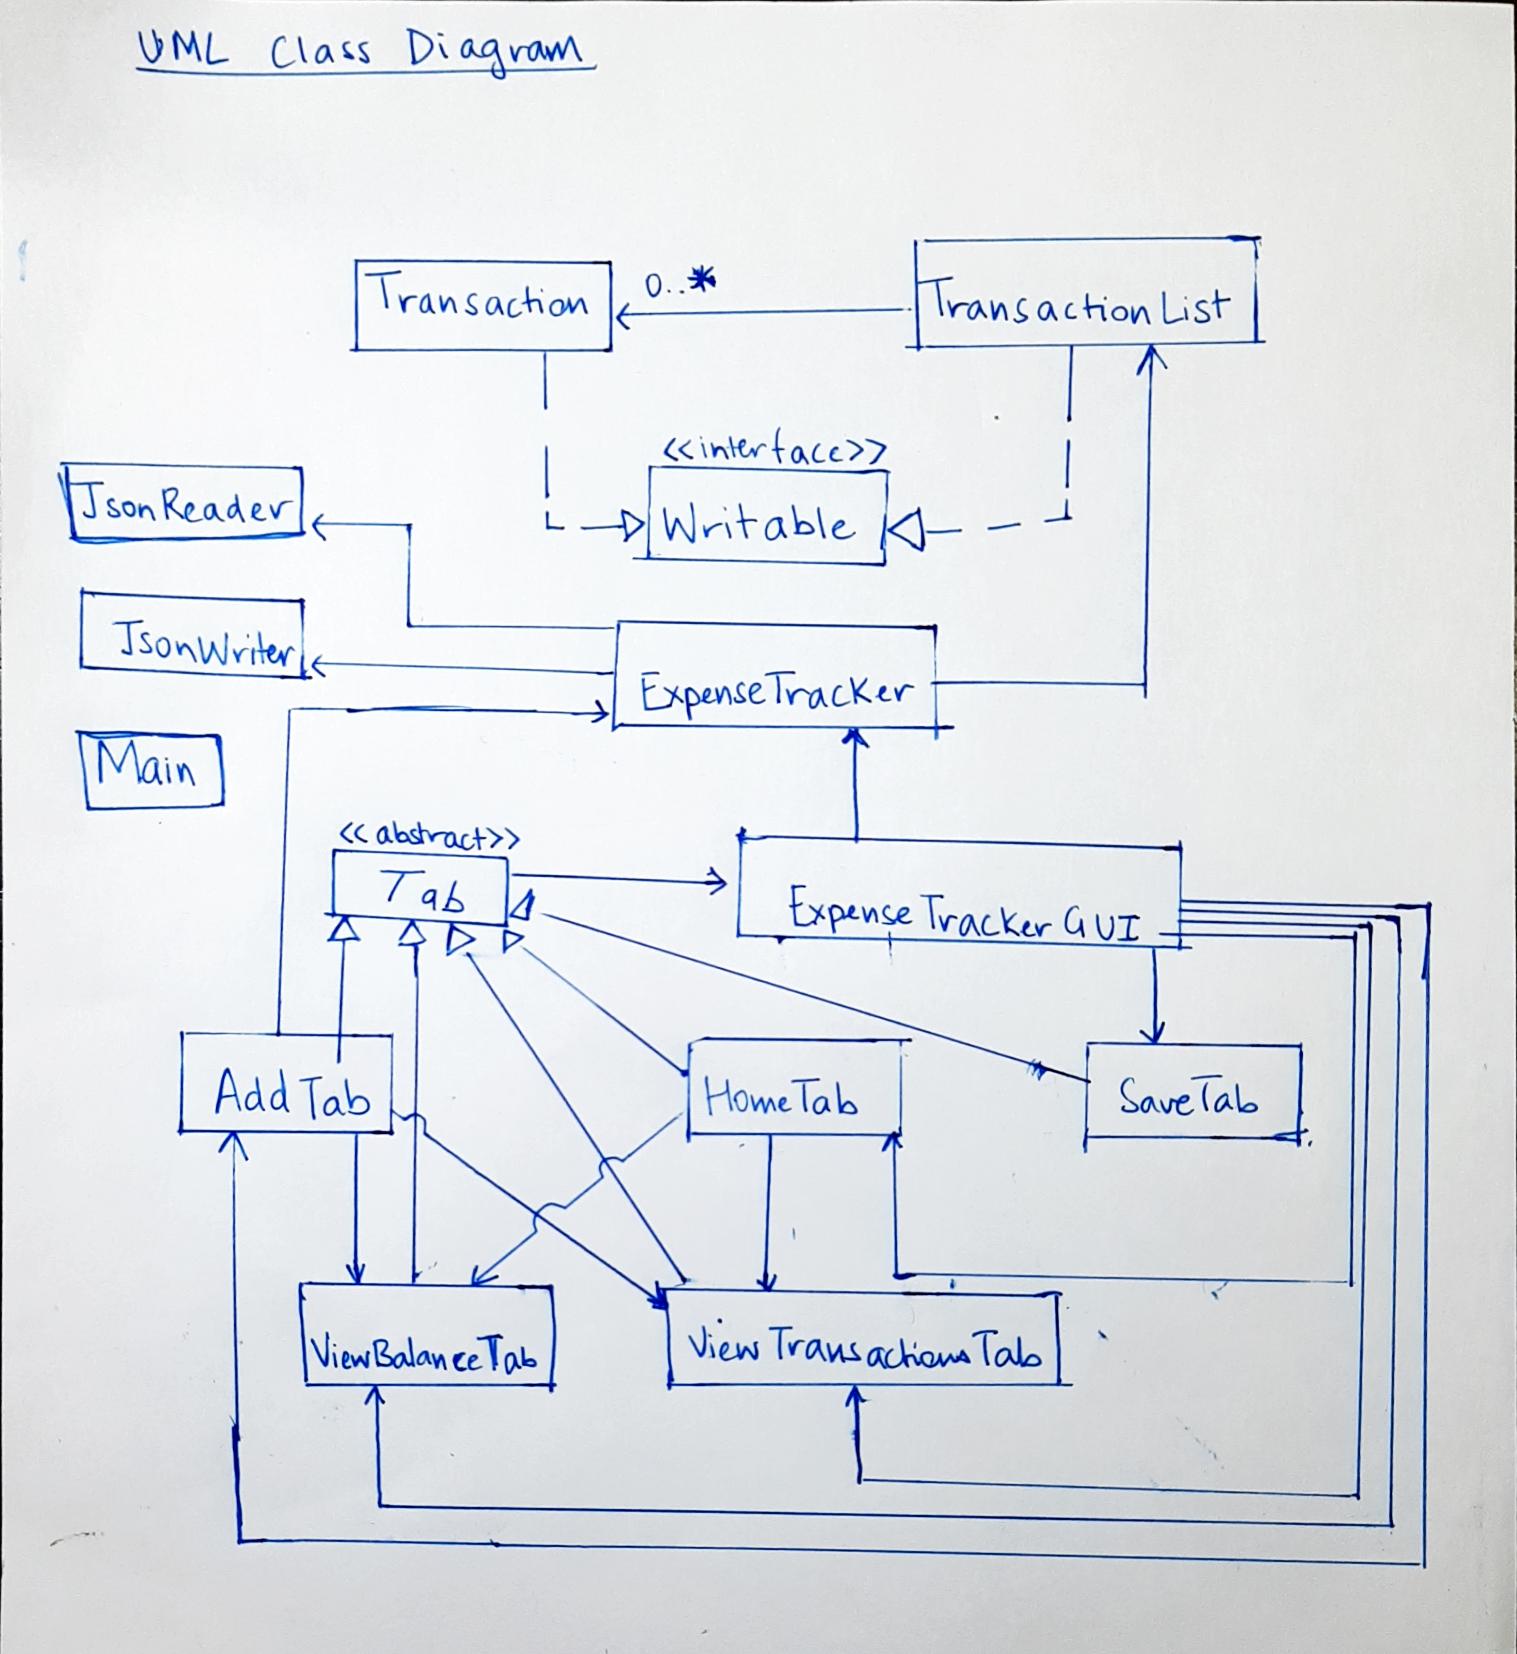 UML Class Diagram
Transaction
0..*
TransactionList
<<interface>>
Writable
JsonReader
JsonWriter
ExpenseTracker
Main
<<abstract>>
Tab
ExpenseTrackerGUI
AddTab
HomeTab
SaveTab
ViewBalanceTab
ViewTransactionsTab